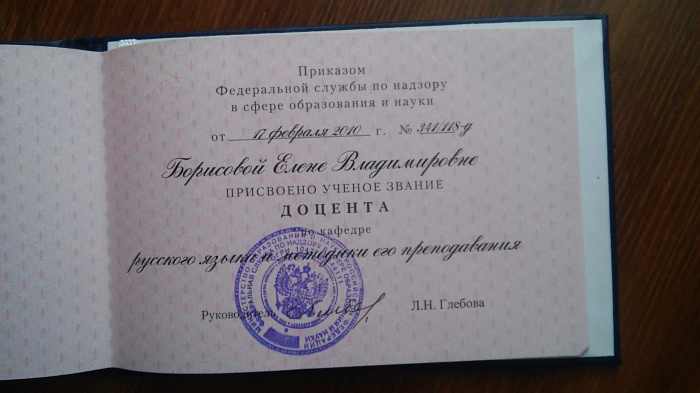 Приказом
Федеральной службы по надзору
в сфере образования и науки
от 17 февраля 2010 г. № 341/118-д
Борисовой Елене Владимировне
ПРИСВОЕНО УЧЕНОЕ ЗВАНИЕ
ДОЦЕНТА
по кафедре
русского языка и методики его преподавания
Руководитель
Л.Н. Глебова